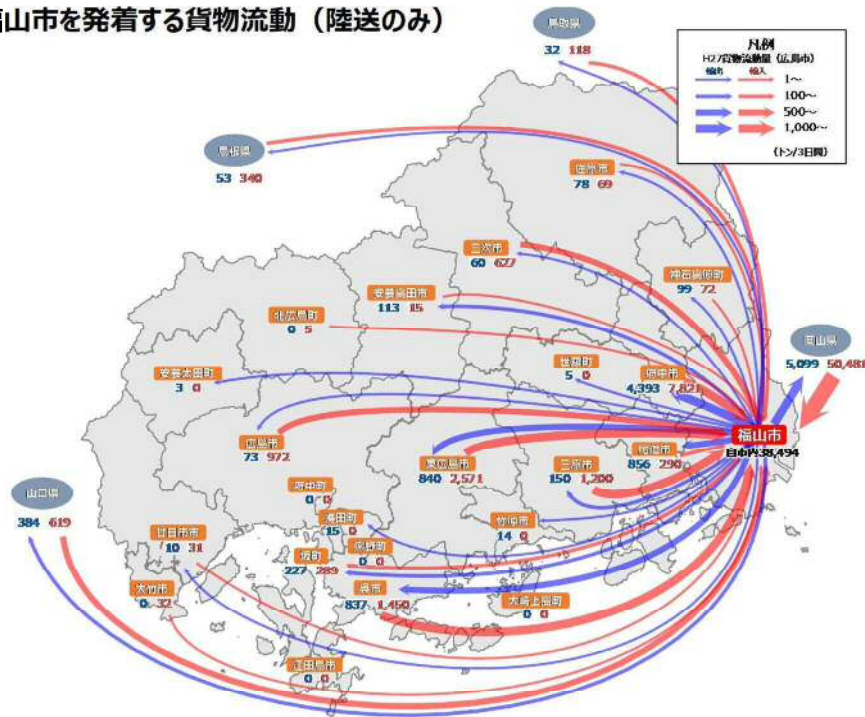 山市を発着する貨物流動（陸送のみ）
鳥取県
32 118
凡例
H27貨物流動量（広島市）
移出 移入
1～
100～
500～
1,000～
（トン/3日間）
島根県
53 340
庄原市
78 69
三次市
60 627
神石高原町
99 72
安芸高田市
113 15
北広島町
0 5
岡山県
5,099 50,481
世羅町
5 0
府中市
4,393 7,821
安芸太田町
3 0
福山市
自市内38,494
広島市
73 972
東広島市
840 2,571
三原市
150 1,200
尾道市
856 290
山口県
384 619
府中町
0 0
海田町
15 0
竹原市
14 0
廿日市市
10 31
熊野町
0 0
坂町
227 289
大竹市
0 32
呉市
837 1,450
大崎上島町
0 0
江田島市
0 0